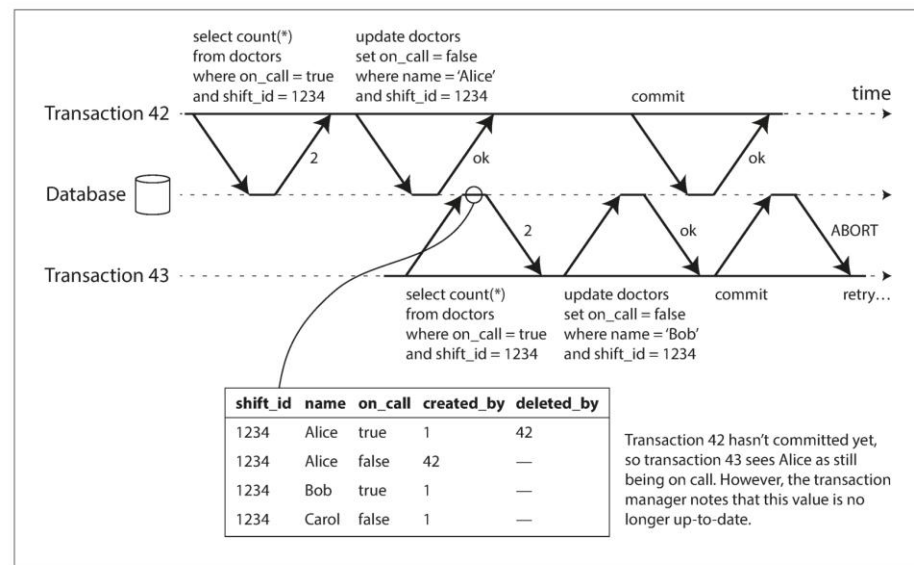 select count(*)
from doctors
where on_call = true
and shift_id = 1234
update doctors
set on_call = false
where name = ‘Alice’
and shift_id = 1234
commit
time
Transaction 42
2
ok
ok
Database
2
ok
ABORT
Transaction 43
select count(*)
from doctors
where on_call = true
and shift_id = 1234
update doctors
set on_call = false
where name = ‘Bob’
and shift_id = 1234
commit
retry…
shift_id name on_call created_by deleted_by
1234 Alice true 1 42
1234 Alice false 42 —
1234 Bob true 1 —
1234 Carol false 1 —
Transaction 42 hasn’t committed yet,
so transaction 43 sees Alice as still
being on call. However, the transaction
manager notes that this value is no
longer up-to-date.